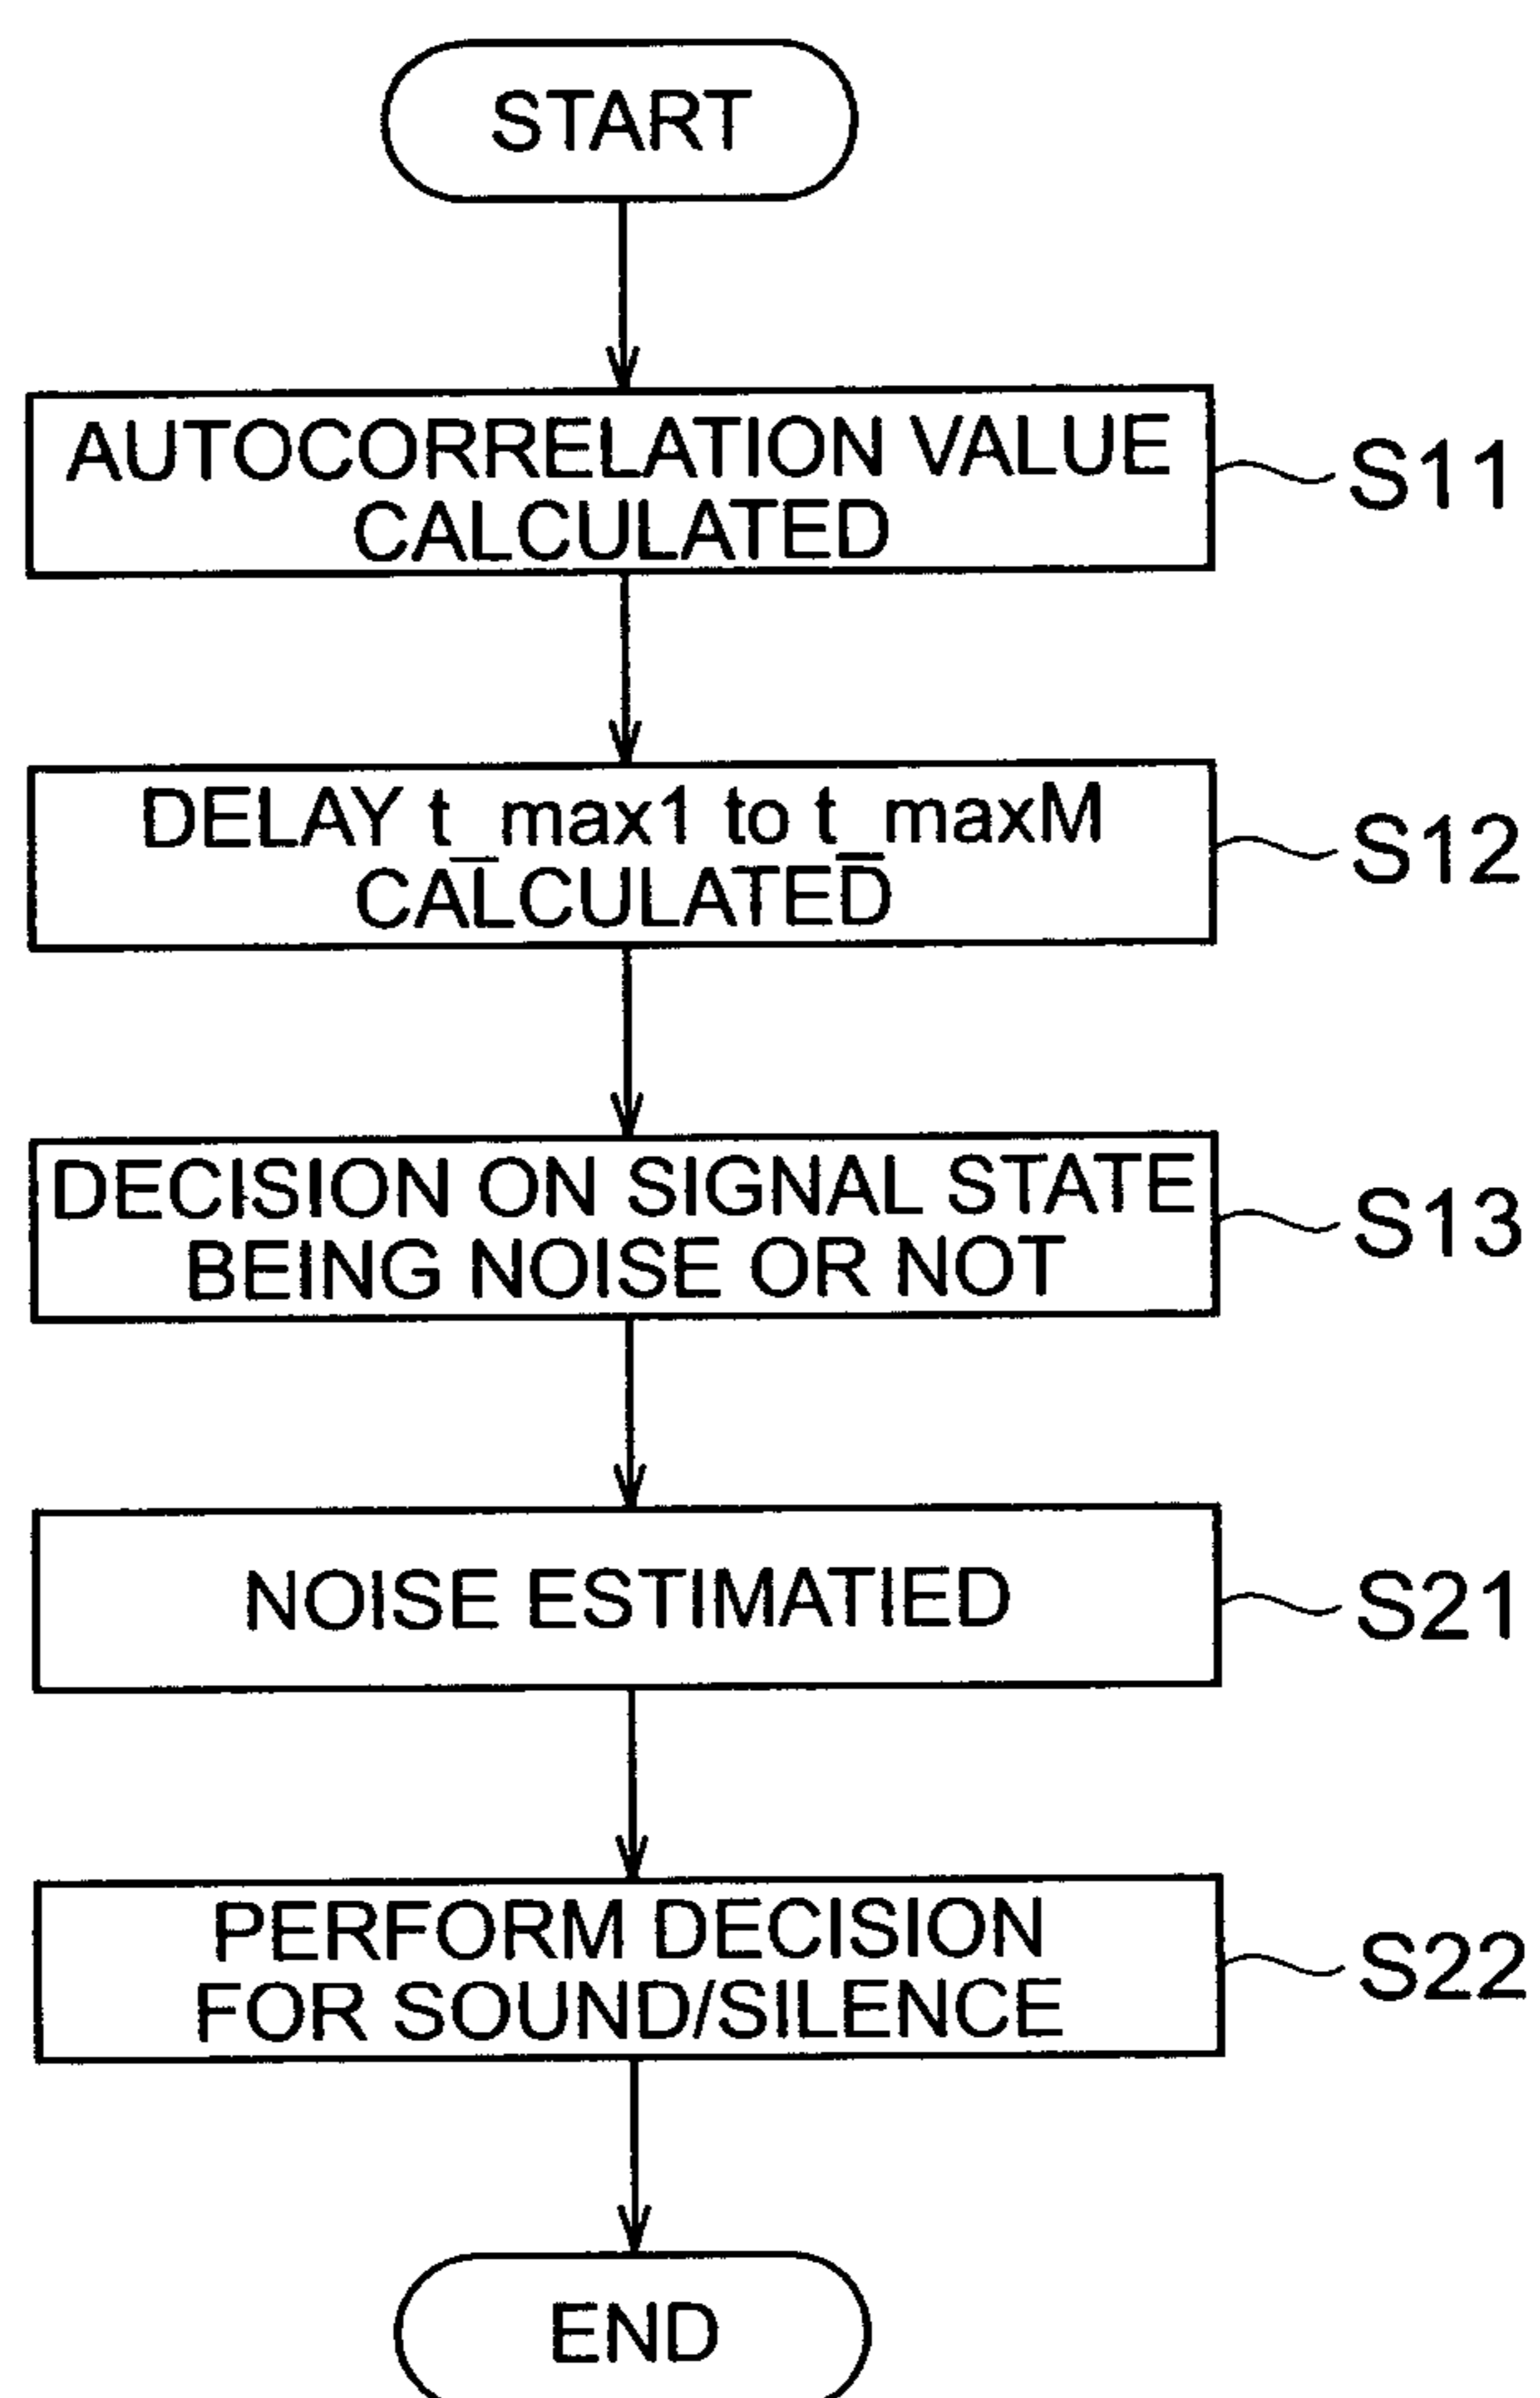 START
AUTOCORRELATION VALUE
CALCULATED
S11
DELAY t_max1 to t_maxM
CALCULATED
S12
DECISION ON SIGNAL STATE
BEING NOISE OR NOT
S13
NOISE ESTIMATIED
S21
PERFORM DECISION
FOR SOUND/SILENCE
S22
END